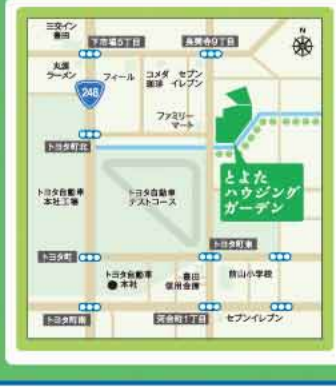 三交イン
豊田
下市場5丁目
長興寺9丁目
N
丸源
ラーメン
フィール
コメダ
珈琲
セブン
イレブン
248
ファミリー
マート
トヨタ町北
とよた
ハウジング
ガーデン
トヨタ自動車
本社工場
トヨタ自動車
テストコース
トヨタ町
トヨタ町東
トヨタ自動車
本社
豊田
信用金庫
前山小学校
トヨタ町南
河合町1丁目
セブンイレブン